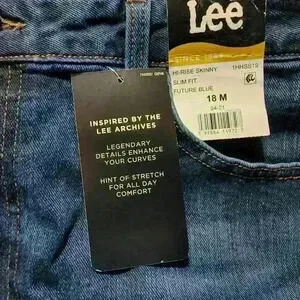 Lee
HI-RISE SKINNY
SLIM FIT
FUTURE BLUE
18 M
INSPIRED BY THE
LEE ARCHIVES
LEGENDARY
DETAILS ENHANCE
YOUR CURVES
HINT OF STRETCH
FOR ALL DAY
COMFORT